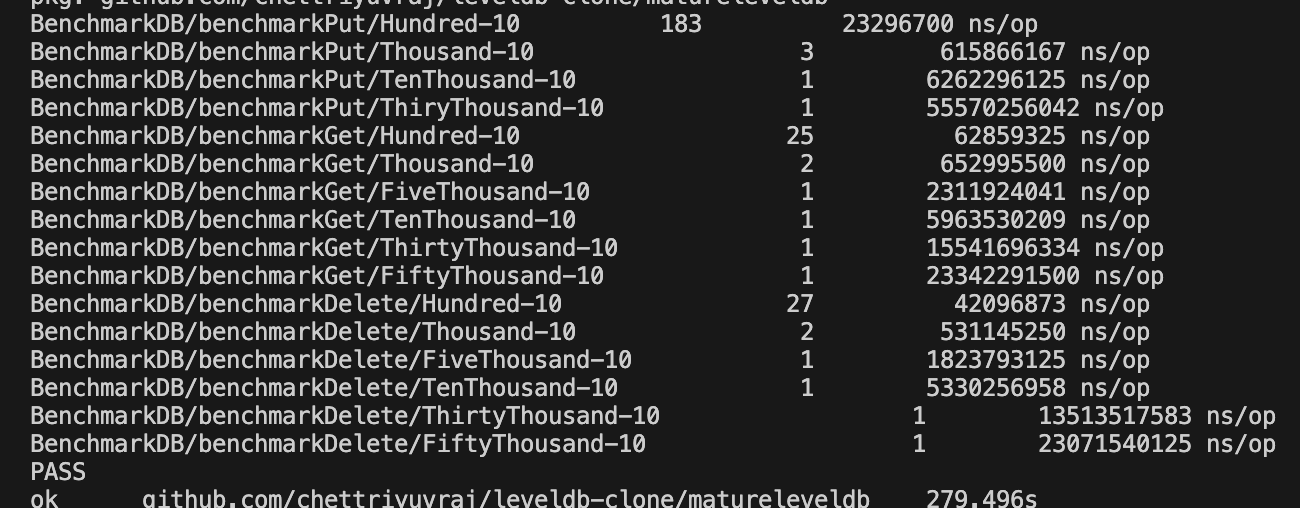 pkg: github.com/chettriyuvraj/leveldb-clone/matureleveldb
BenchmarkDB/benchmarkPut/Hundred-10 183 23296700 ns/op
BenchmarkDB/benchmarkPut/Thousand-10 3 615866167 ns/op
BenchmarkDB/benchmarkPut/TenThousand-10 1 6262296125 ns/op
BenchmarkDB/benchmarkPut/ThiryThousand-10 1 55570256042 ns/op
BenchmarkDB/benchmarkGet/Hundred-10 25 62859325 ns/op
BenchmarkDB/benchmarkGet/Thousand-10 2 652995500 ns/op
BenchmarkDB/benchmarkGet/FiveThousand-10 1 2311924041 ns/op
BenchmarkDB/benchmarkGet/TenThousand-10 1 5963530209 ns/op
BenchmarkDB/benchmarkGet/ThirtyThousand-10 1 15541696334 ns/op
BenchmarkDB/benchmarkGet/FiftyThousand-10 1 23342291500 ns/op
BenchmarkDB/benchmarkDelete/Hundred-10 27 42096873 ns/op
BenchmarkDB/benchmarkDelete/Thousand-10 2 531145250 ns/op
BenchmarkDB/benchmarkDelete/FiveThousand-10 1 1823793125 ns/op
BenchmarkDB/benchmarkDelete/TenThousand-10 1 5330256958 ns/op
BenchmarkDB/benchmarkDelete/ThirtyThousand-10 1 13513517583 ns/op
BenchmarkDB/benchmarkDelete/FiftyThousand-10 1 23071540125 ns/op
PASS
ok github.com/chettriyuvraj/leveldb-clone/matureleveldb 279.496s